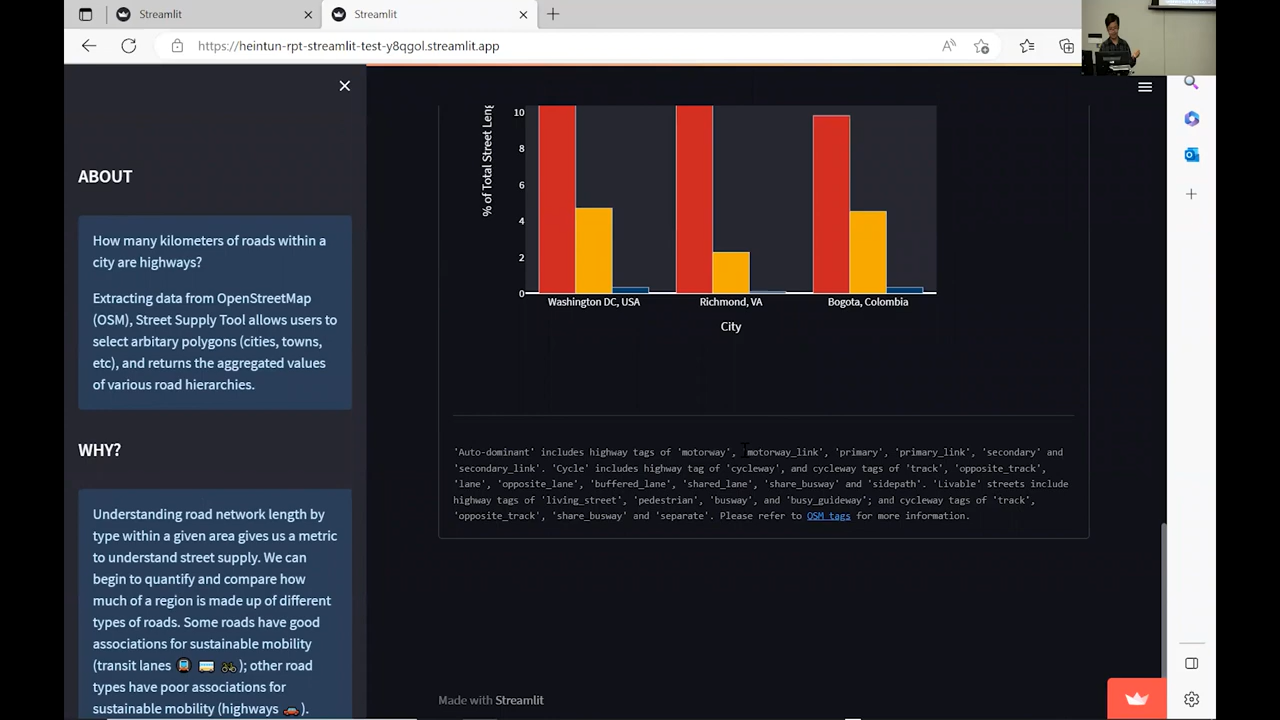 Streamlit
Streamlit
https://heintun-rpt-streamlit-test-y8qgol.streamlit.app
ABOUT
How many kilometers of roads within a
city are highways?
Extracting data from OpenStreetMap
(OSM), Street Supply Tool allows users to
select arbitary polygons (cities, towns,
etc), and returns the aggregated values
of various road hierarchies.
WHY?
Understanding road network length by
type within a given area gives us a metric
to understand street supply. We can
begin to quantify and compare how
much of a region is made up of different
types of roads. Some roads have good
associations for sustainable mobility
(transit lanes 🚆 🚌 🚲); other road
types have poor associations for
sustainable mobility (highways 🚗).
% of Total Street Leng
10
8
6
4
2
0
Washington DC, USA
Richmond, VA
Bogota, Colombia
City
'Auto-dominant' includes highway tags of 'motorway', 'motorway_link', 'primary', 'primary_link', 'secondary' and
'secondary_link'. 'Cycle' includes highway tag of 'cycleway', and cycleway tags of 'track', 'opposite_track',
'lane', 'opposite_lane', 'buffered_lane', 'shared_lane', 'share_busway' and 'sidepath'. 'Livable' streets include
highway tags of 'living_street', 'pedestrian', 'busway', and 'busy_guideway'; and cycleway tags of 'track',
'opposite_track', 'share_busway' and 'separate'. Please refer to OSM tags for more information.
Made with Streamlit